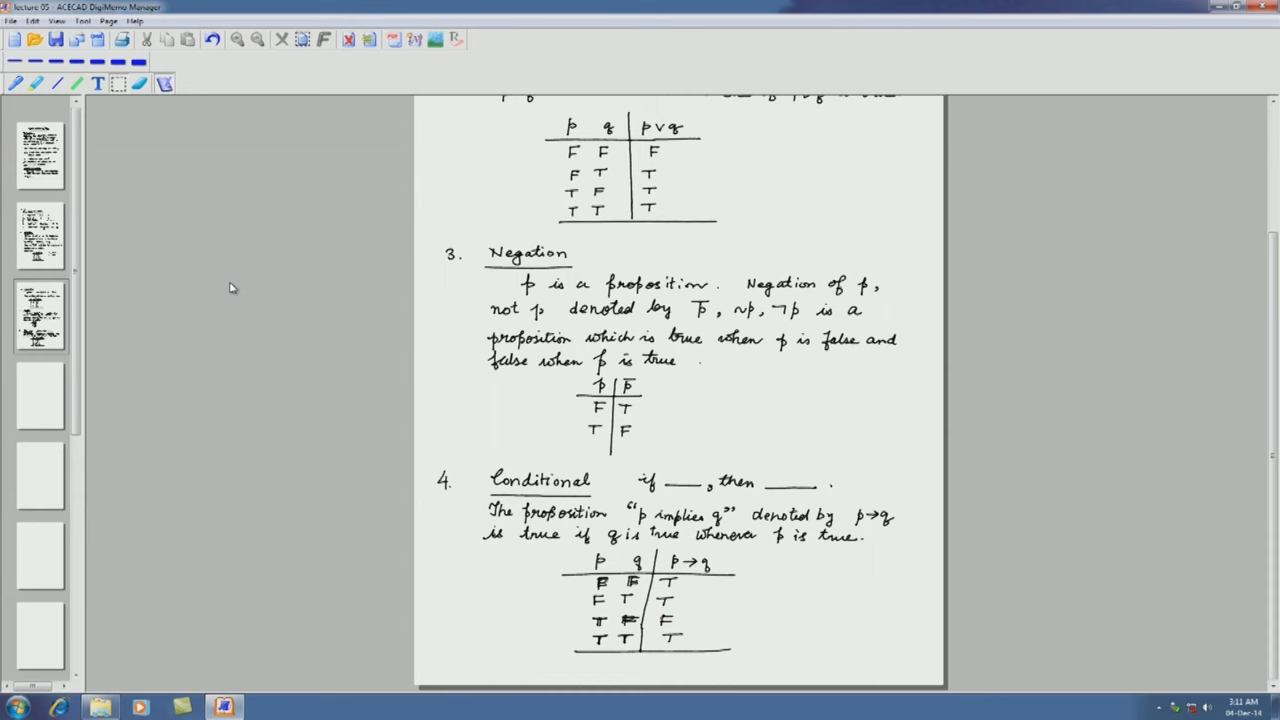 lecture 05 - ACECAD DigiMemo Manager
File Edit View Tool Page Help
p q p∨q
F F F
F T T
T F T
T T T
3. Negation
p is a proposition. Negation of p,
not p, denoted by p̅, ~p, ¬p is a
proposition which is true when p is false and
false when p is true.
p p̅
F T
T F
4. Conditional if ____, then ____.
The proposition "p implies q" denoted by p→q
is true if q is true whenever p is true.
p q p→q
F F T
F T T
T F F
T T T
3:11 AM
04-Dec-14